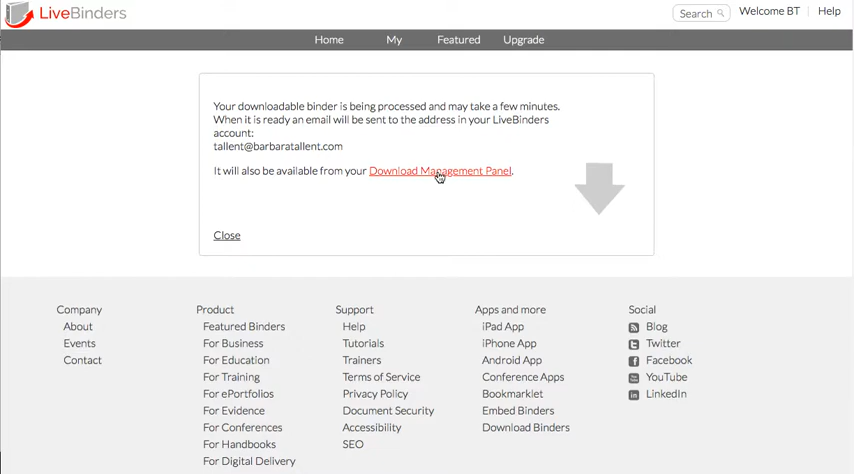 LiveBinders
Search
Welcome BT
Help
Home My Featured Upgrade
Your downloadable binder is being processed and may take a few minutes.
When it is ready an email will be sent to the address in your LiveBinders
account:
tallent@barbaratallent.com
It will also be available from your Download Management Panel.
Close
Company
About
Events
Contact
Product
Featured Binders
For Business
For Education
For Training
For ePortfolios
For Evidence
For Conferences
For Handbooks
For Digital Delivery
Support
Help
Tutorials
Trainers
Terms of Service
Privacy Policy
Document Security
Accessibility
SEO
Apps and more
iPad App
iPhone App
Android App
Conference Apps
Bookmarklet
Embed Binders
Download Binders
Social
Blog
Twitter
Facebook
YouTube
LinkedIn